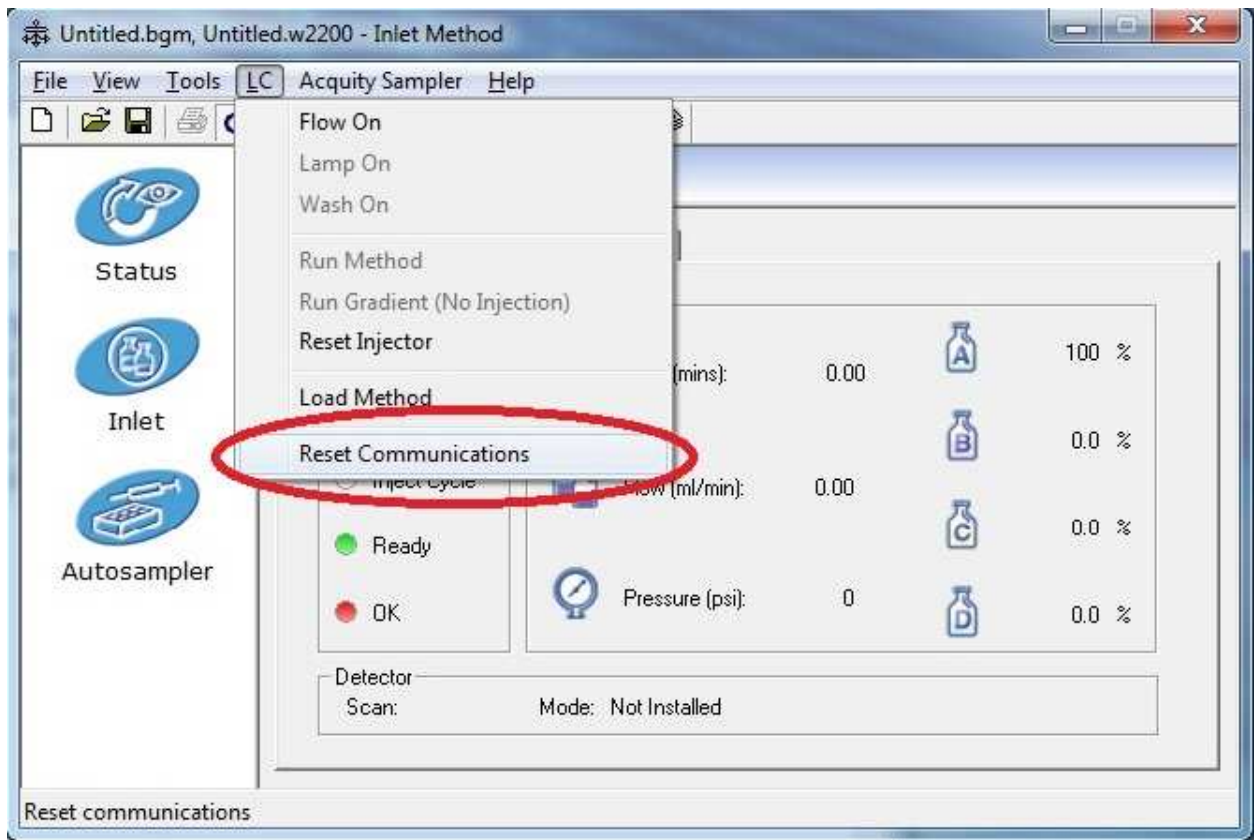 Untitled.bgm, Untitled.w2200 - Inlet Method
File View Tools LC Acquity Sampler Help
Flow On
Lamp On
Wash On
Run Method
Run Gradient (No Injection)
Reset Injector
Load Method
Reset Communications
Status
Inlet
Autosampler
(mins): 0.00
Inject Cycle
Flow (ml/min): 0.00
Ready
OK
Pressure (psi): 0
A 100 %
B 0.0 %
C 0.0 %
D 0.0 %
Detector
Scan: Mode: Not Installed
Reset communications